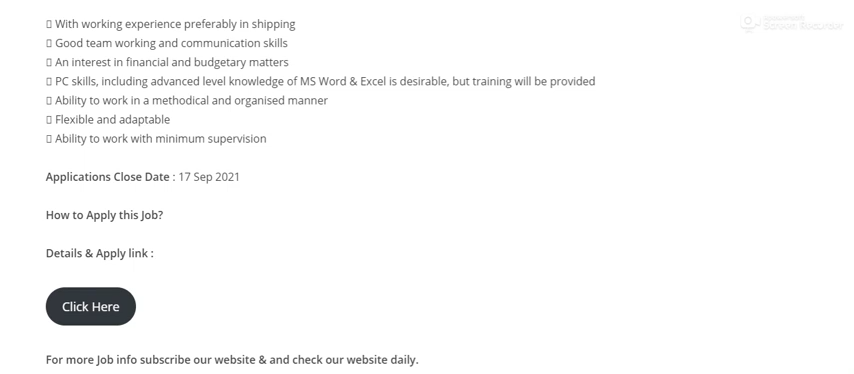 ▯ With working experience preferably in shipping
▯ Good team working and communication skills
▯ An interest in financial and budgetary matters
▯ PC skills, including advanced level knowledge of MS Word & Excel is desirable, but training will be provided
▯ Ability to work in a methodical and organised manner
▯ Flexible and adaptable
▯ Ability to work with minimum supervision
Applications Close Date : 17 Sep 2021
How to Apply this Job?
Details & Apply link :
Click Here
For more Job info subscribe our website & and check our website daily.
Screen Recorder